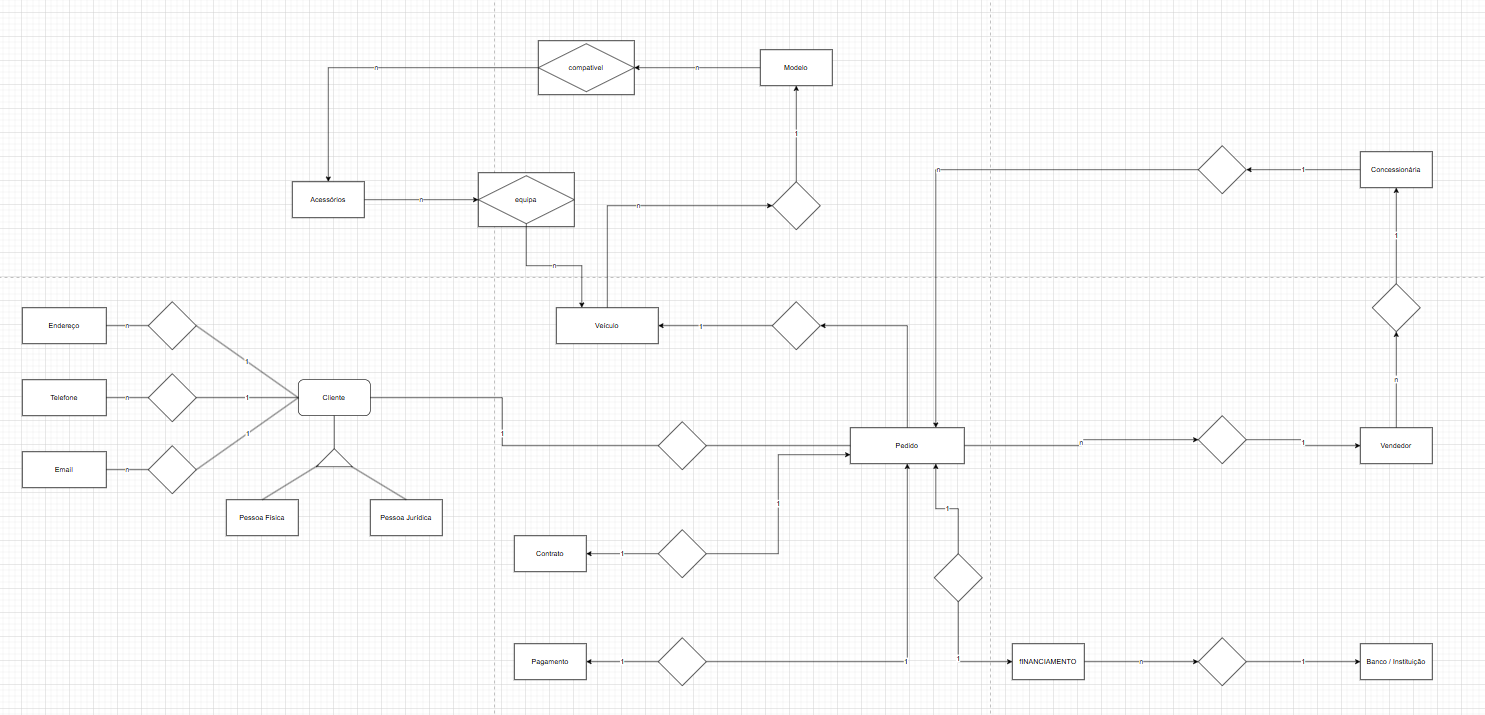 n
compativel
n
Modelo
1
n
1
Concessionária
Acessórios
n
equipa
n
1
n
Endereço
n
1
Veículo
1
n
Telefone
n
1
Cliente
1
1
Email
n
Pedido
n
1
Vendedor
Pessoa Física
Pessoa Jurídica
1
1
Contrato
1
Pagamento
1
1
1
fINANCIAMENTO
n
1
Banco / Instituição